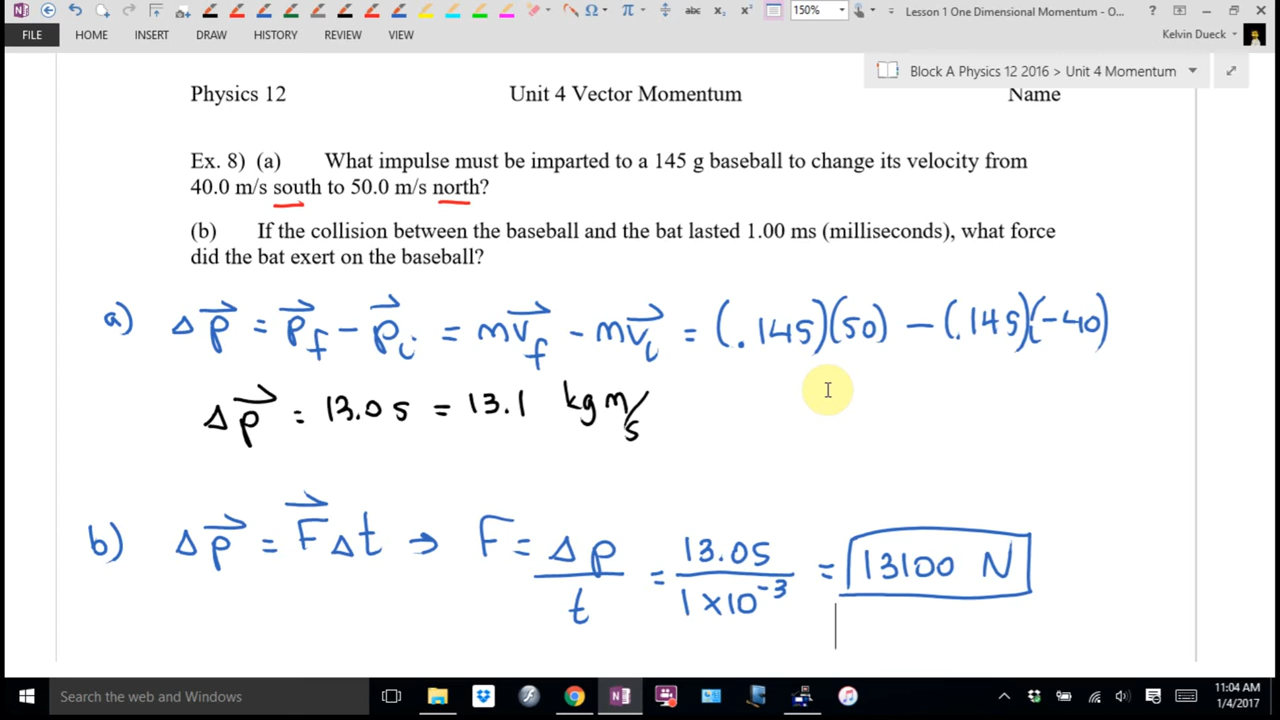 150%
Lesson 1 One Dimensional Momentum - O...
FILE HOME INSERT DRAW HISTORY REVIEW VIEW
Kelvin Dueck
Block A Physics 12 2016 > Unit 4 Momentum
Physics 12 Unit 4 Vector Momentum Name
Ex. 8) (a) What impulse must be imparted to a 145 g baseball to change its velocity from
40.0 m/s south to 50.0 m/s north?
(b) If the collision between the baseball and the bat lasted 1.00 ms (milliseconds), what force
did the bat exert on the baseball?
a) Δp⃗ = p⃗f − p⃗i = mv⃗f − mv⃗i = (.145)(50) − (.145)(−40)
Δp⃗ = 13.05 = 13.1 kg m/s
b) Δp⃗ = F⃗Δt → F = Δp/t = 13.05/1×10⁻³ = 13100 N
Search the web and Windows
11:04 AM
1/4/2017